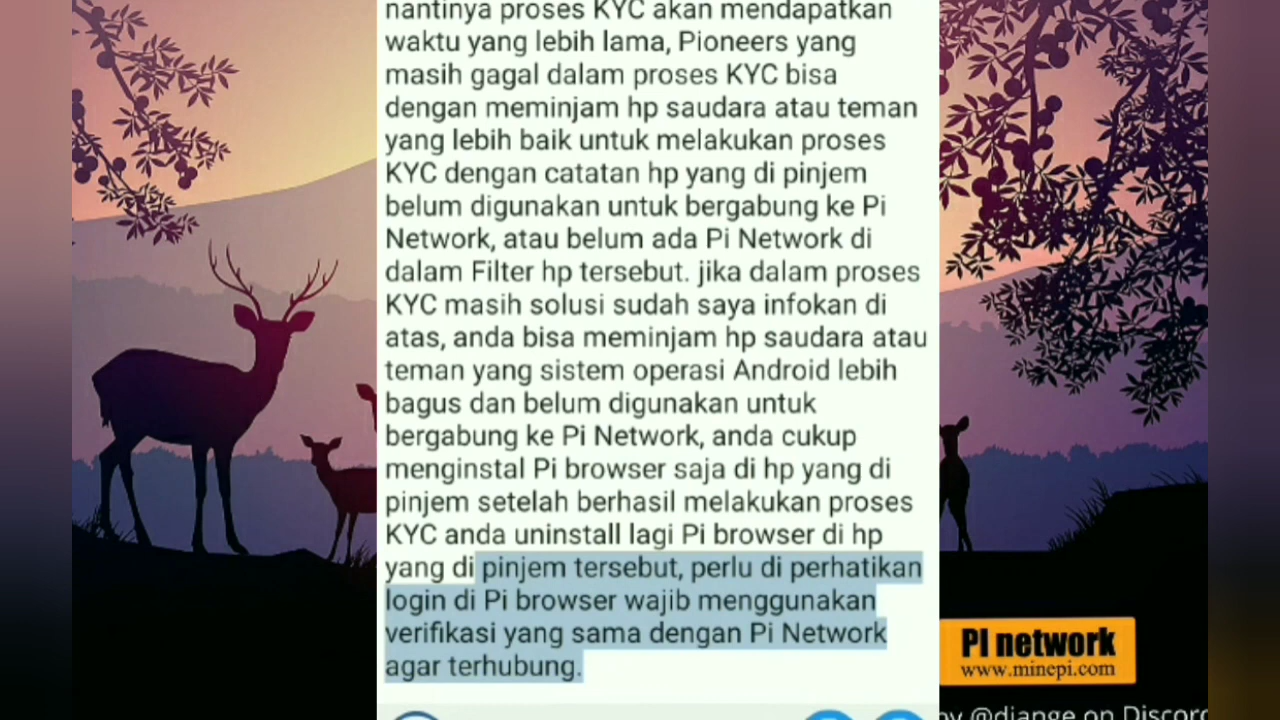 nantinya proses KYC akan mendapatkan
waktu yang lebih lama, Pioneers yang
masih gagal dalam proses KYC bisa
dengan meminjam hp saudara atau teman
yang lebih baik untuk melakukan proses
KYC dengan catatan hp yang di pinjem
belum digunakan untuk bergabung ke Pi
Network, atau belum ada Pi Network di
dalam Filter hp tersebut. jika dalam proses
KYC masih solusi sudah saya infokan di
atas, anda bisa meminjam hp saudara atau
teman yang sistem operasi Android lebih
bagus dan belum digunakan untuk
bergabung ke Pi Network, anda cukup
menginstal Pi browser saja di hp yang di
pinjem setelah berhasil melakukan proses
KYC anda uninstall lagi Pi browser di hp
yang di pinjem tersebut, perlu di perhatikan
login di Pi browser wajib menggunakan
verifikasi yang sama dengan Pi Network
agar terhubung.
PI network
www.minepi.com
by @diange on Discord